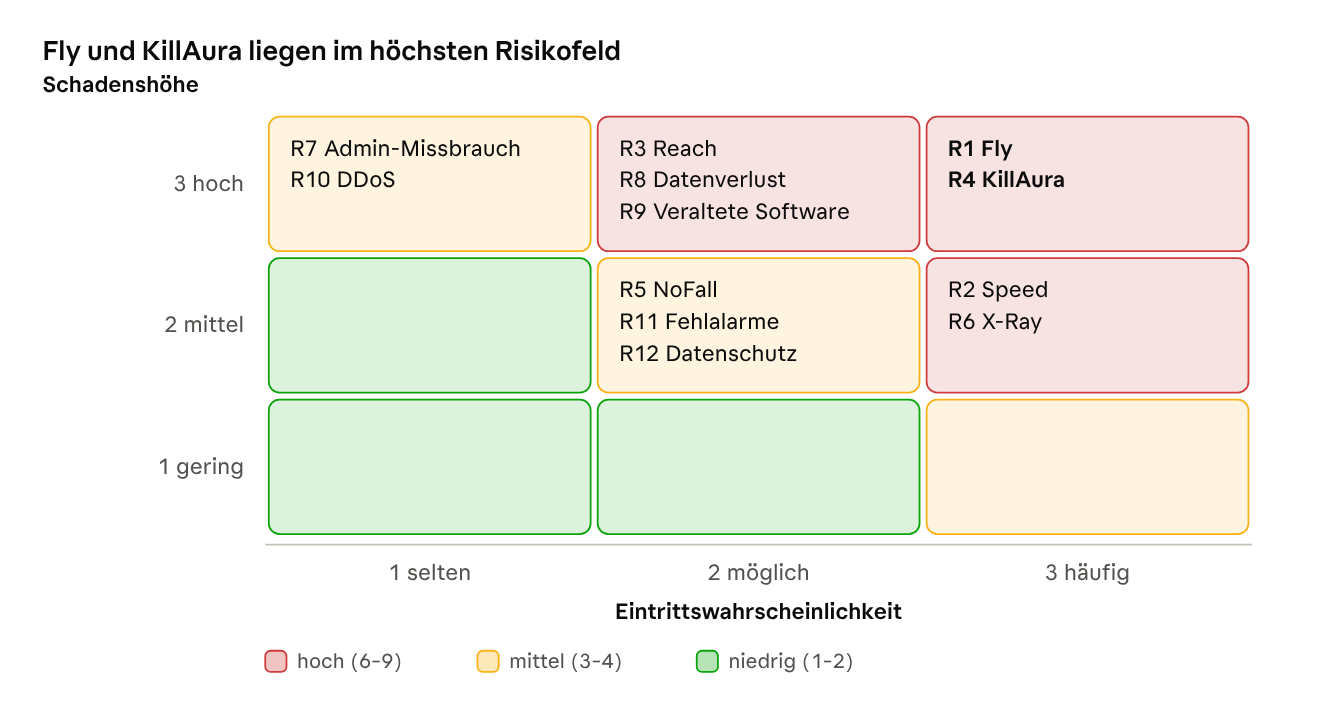 Fly und KillAura liegen im höchsten Risikofeld
Schadenshöhe
3 hoch
R7 Admin-Missbrauch
R10 DDoS
R3 Reach
R8 Datenverlust
R9 Veraltete Software
R1 Fly
R4 KillAura
2 mittel
R5 NoFall
R11 Fehlalarme
R12 Datenschutz
R2 Speed
R6 X-Ray
1 gering
1 selten
2 möglich
3 häufig
Eintrittswahrscheinlichkeit
hoch (6–9)
mittel (3–4)
niedrig (1–2)